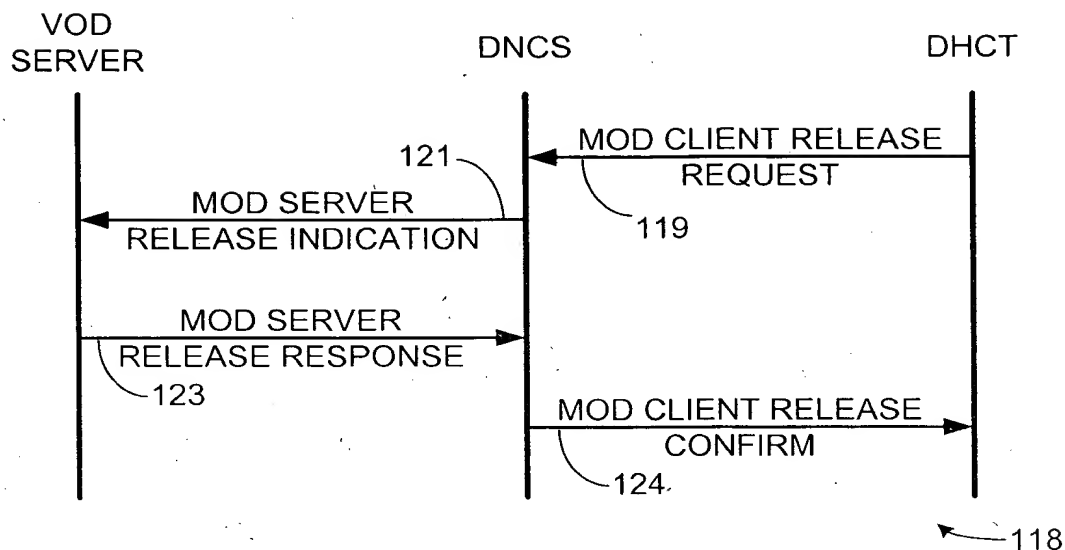 VOD
SERVER
DNCS
DHCT
MOD CLIENT RELEASE
REQUEST
119
121
MOD SERVER
RELEASE INDICATION
MOD SERVER
RELEASE RESPONSE
123
MOD CLIENT RELEASE
CONFIRM
124
118